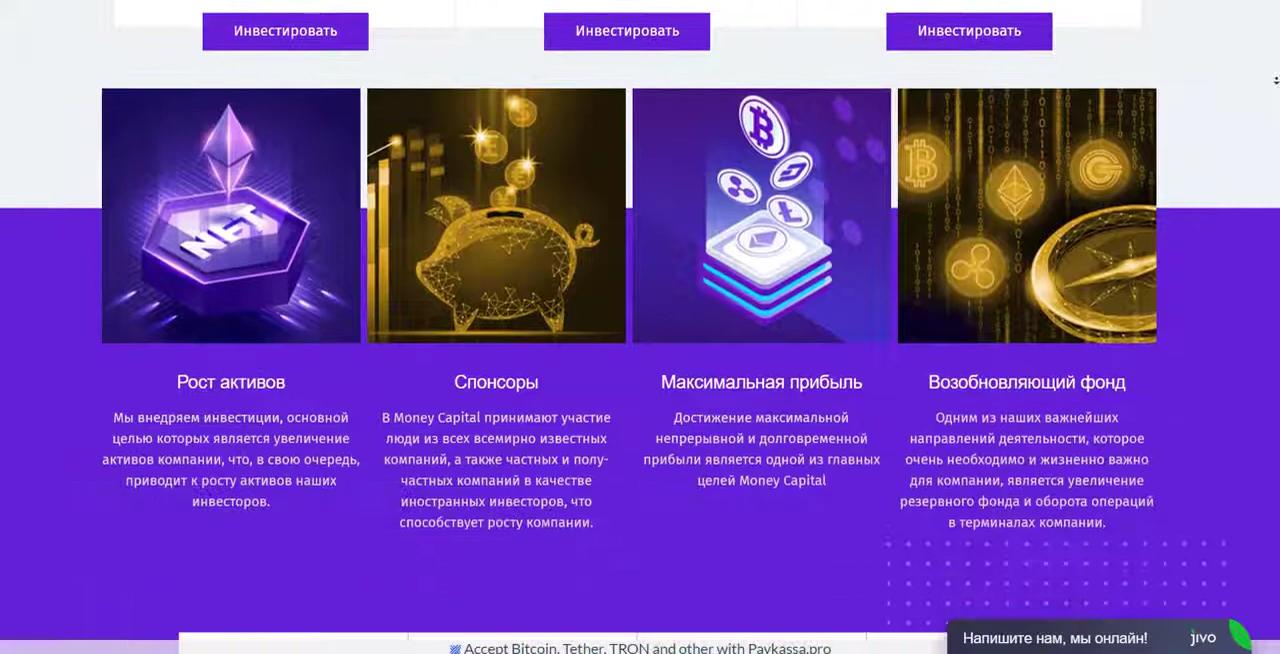 Инвестировать
Инвестировать
Инвестировать
NFT
Рост активов
Мы внедряем инвестиции, основной
целью которых является увеличение
активов компании, что, в свою очередь,
приводит к росту активов наших
инвесторов.
Спонсоры
В Money Capital принимают участие
люди из всех всемирно известных
компаний, а также частных и полу-
частных компаний в качестве
иностранных инвесторов, что
способствует росту компании.
Максимальная прибыль
Достижение максимальной
непрерывной и долговременной
прибыли является одной из главных
целей Money Capital
Возобновляющий фонд
Одним из наших важнейших
направлений деятельности, которое
очень необходимо и жизненно важно
для компании, является увеличение
резервного фонда и оборота операций
в терминалах компании.
Accept Bitcoin, Tether, TRON and other with Paykassa.pro
Напишите нам, мы онлайн!
jivo